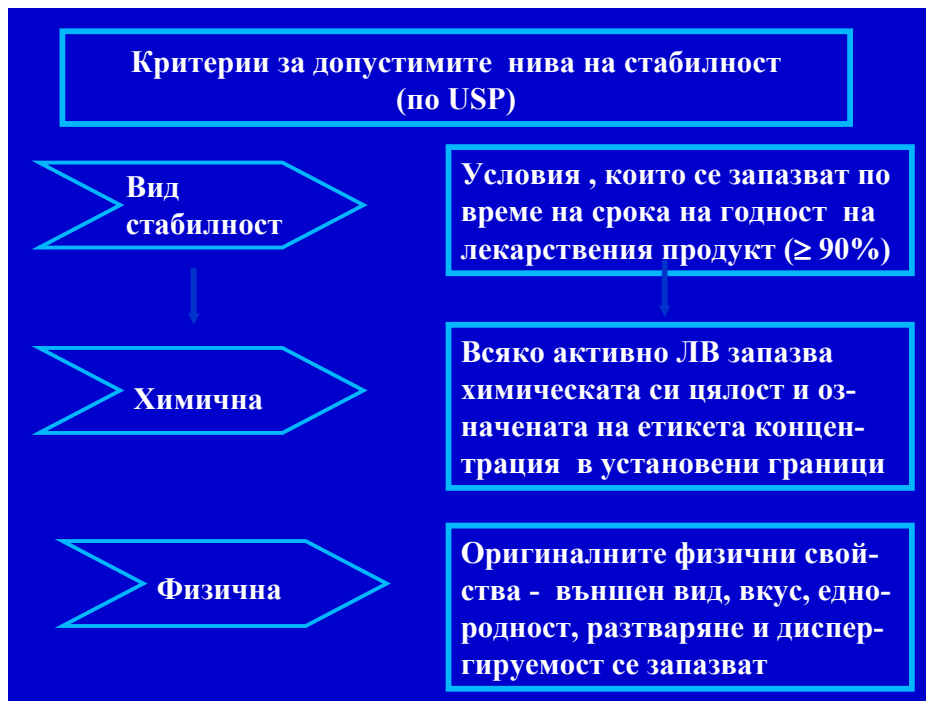 Критерии за допустимите нива на стабилност
(по USP)
Вид
стабилност
Условия , които се запазват по
време на срока на годност на
лекарствения продукт (≥ 90%)
Химична
Всяко активно ЛВ запазва
химическата си цялост и оз-
начената на етикета концен-
трация в установени граници
Физична
Оригиналните физични свой-
ства - външен вид, вкус, едно-
родност, разтваряне и диспер-
гируемост се запазват